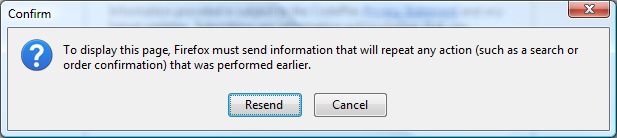 Confirm
To display this page, Firefox must send information that will repeat any action (such as a search or
order confirmation) that was performed earlier.
Resend
Cancel